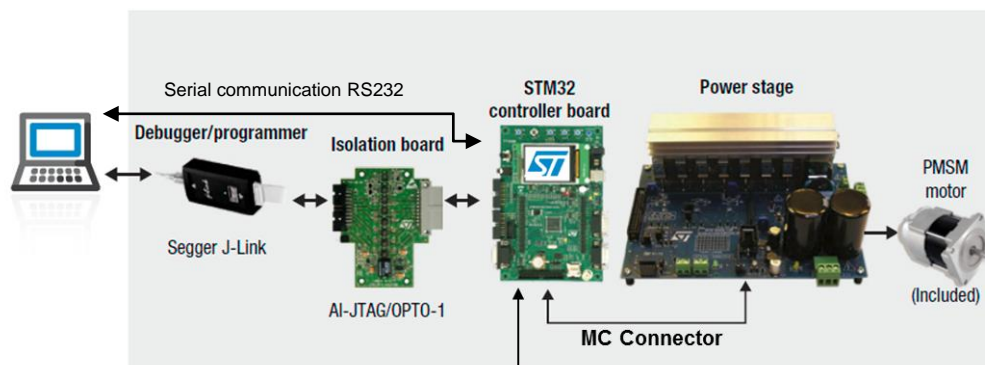 Serial communication RS232
STM32
controller board
Power stage
Debugger/programmer
Isolation board
PMSM
motor
Segger J-Link
AI-JTAG/OPTO-1
(Included)
MC Connector
ST